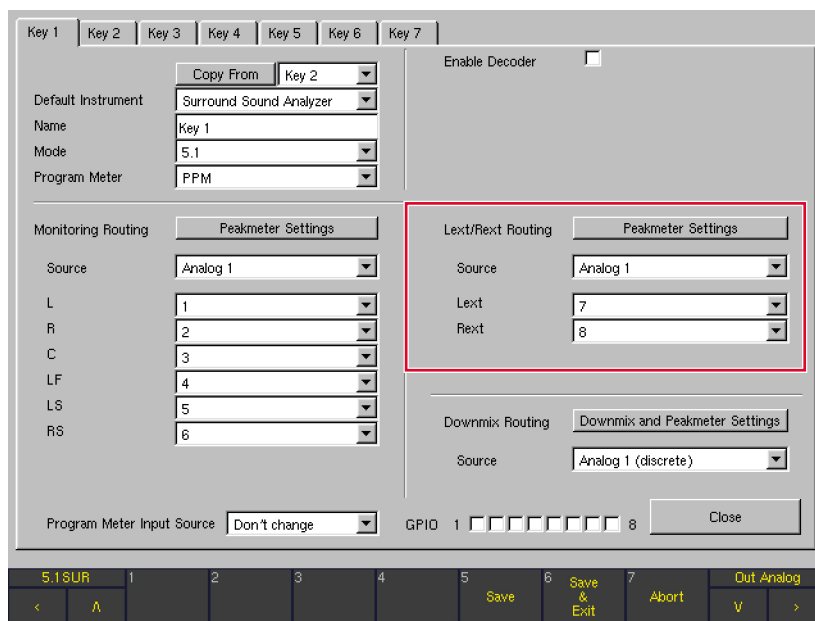 Key 1 Key 2 Key 3 Key 4 Key 5 Key 6 Key 7
Copy From Key 2
Default Instrument Surround Sound Analyzer
Name Key 1
Mode 5.1
Program Meter PPM
Enable Decoder
Monitoring Routing Peakmeter Settings
Source Analog 1
L 1
R 2
C 3
LF 4
LS 5
RS 6
Lext/Rext Routing Peakmeter Settings
Source Analog 1
Lext 7
Rext 8
Downmix Routing Downmix and Peakmeter Settings
Source Analog 1 (discrete)
Program Meter Input Source Don't change
GPIO 1 8
Close
5.1SUR
< Λ
1
2
3
4
5 Save
6 Save
&
Exit
7 Abort
Out Analog
V >